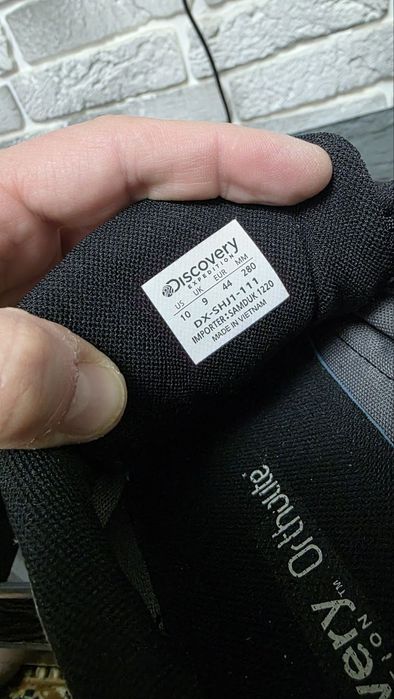 Discovery
EXPEDITION
US UK EUR MM
10 9 44 280
DX-SHJ1-111
IMPORTER : SAMDUK 1220
MADE IN VIETNAM
Ortholite
very
ION™